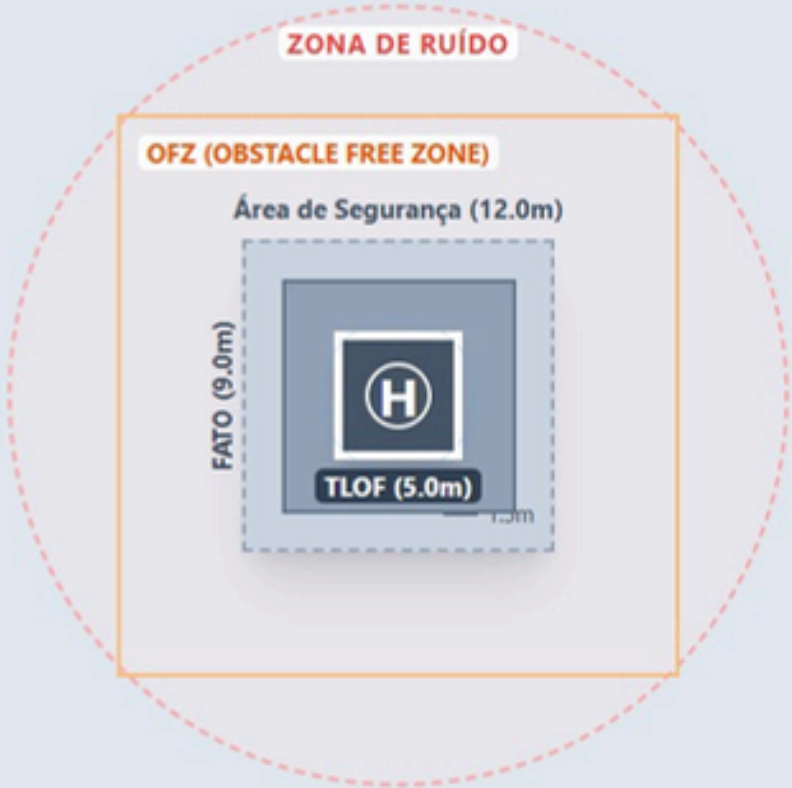 ZONA DE RUÍDO
OFZ (OBSTACLE FREE ZONE)
Área de Segurança (12.0m)
FATO (9.0m)
H
TLOF (5.0m)